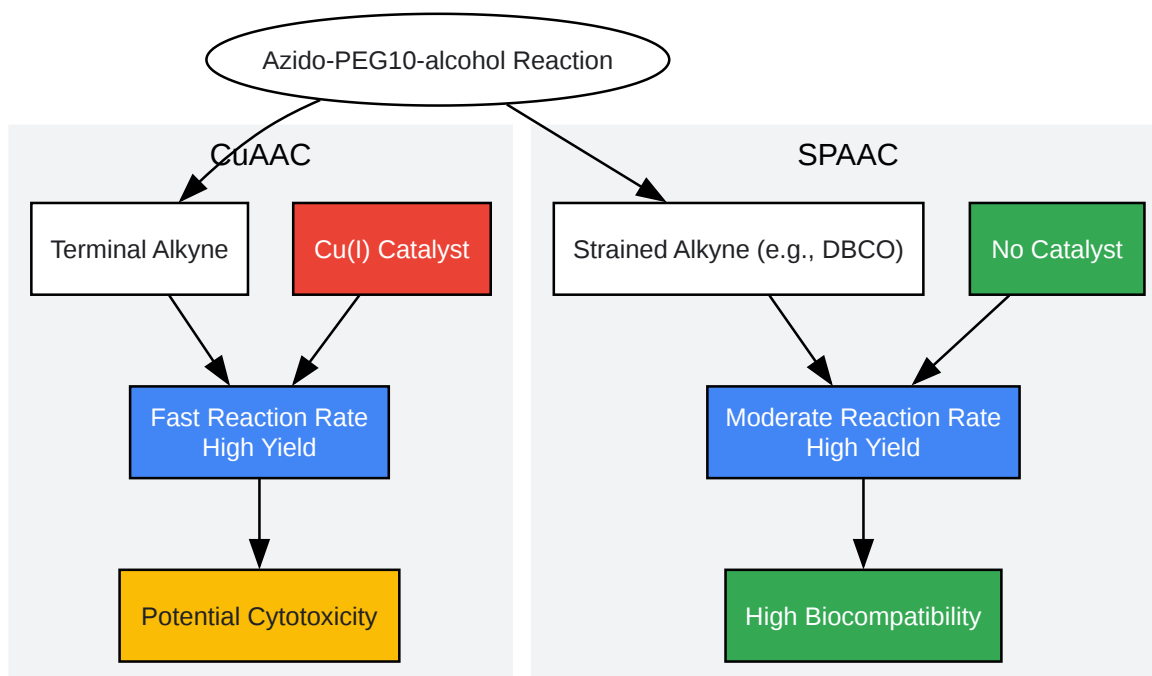 Azido-PEG10-alcohol Reaction
CuAAC
SPAAC
Terminal Alkyne
Cu(I) Catalyst
Strained Alkyne (e.g., DBCO)
No Catalyst
Fast Reaction Rate
High Yield
Moderate Reaction Rate
High Yield
Potential Cytotoxicity
High Biocompatibility